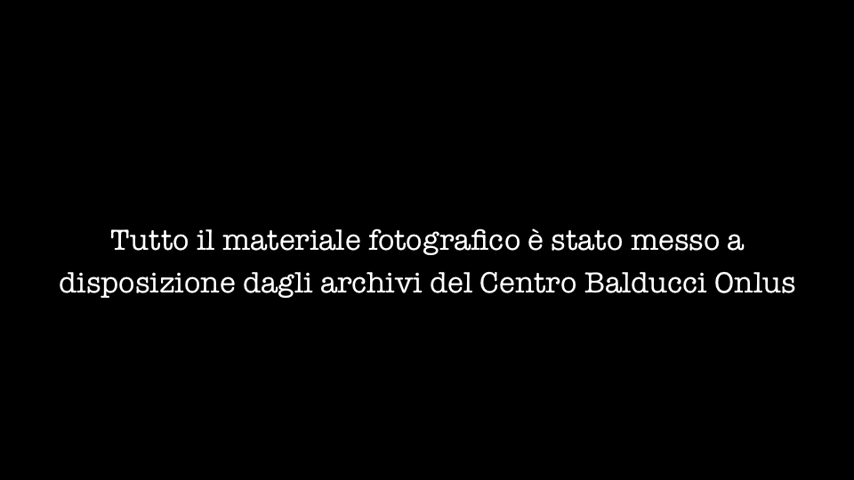 Tutto il materiale fotografico è stato messo a
disposizione dagli archivi del Centro Balducci Onlus